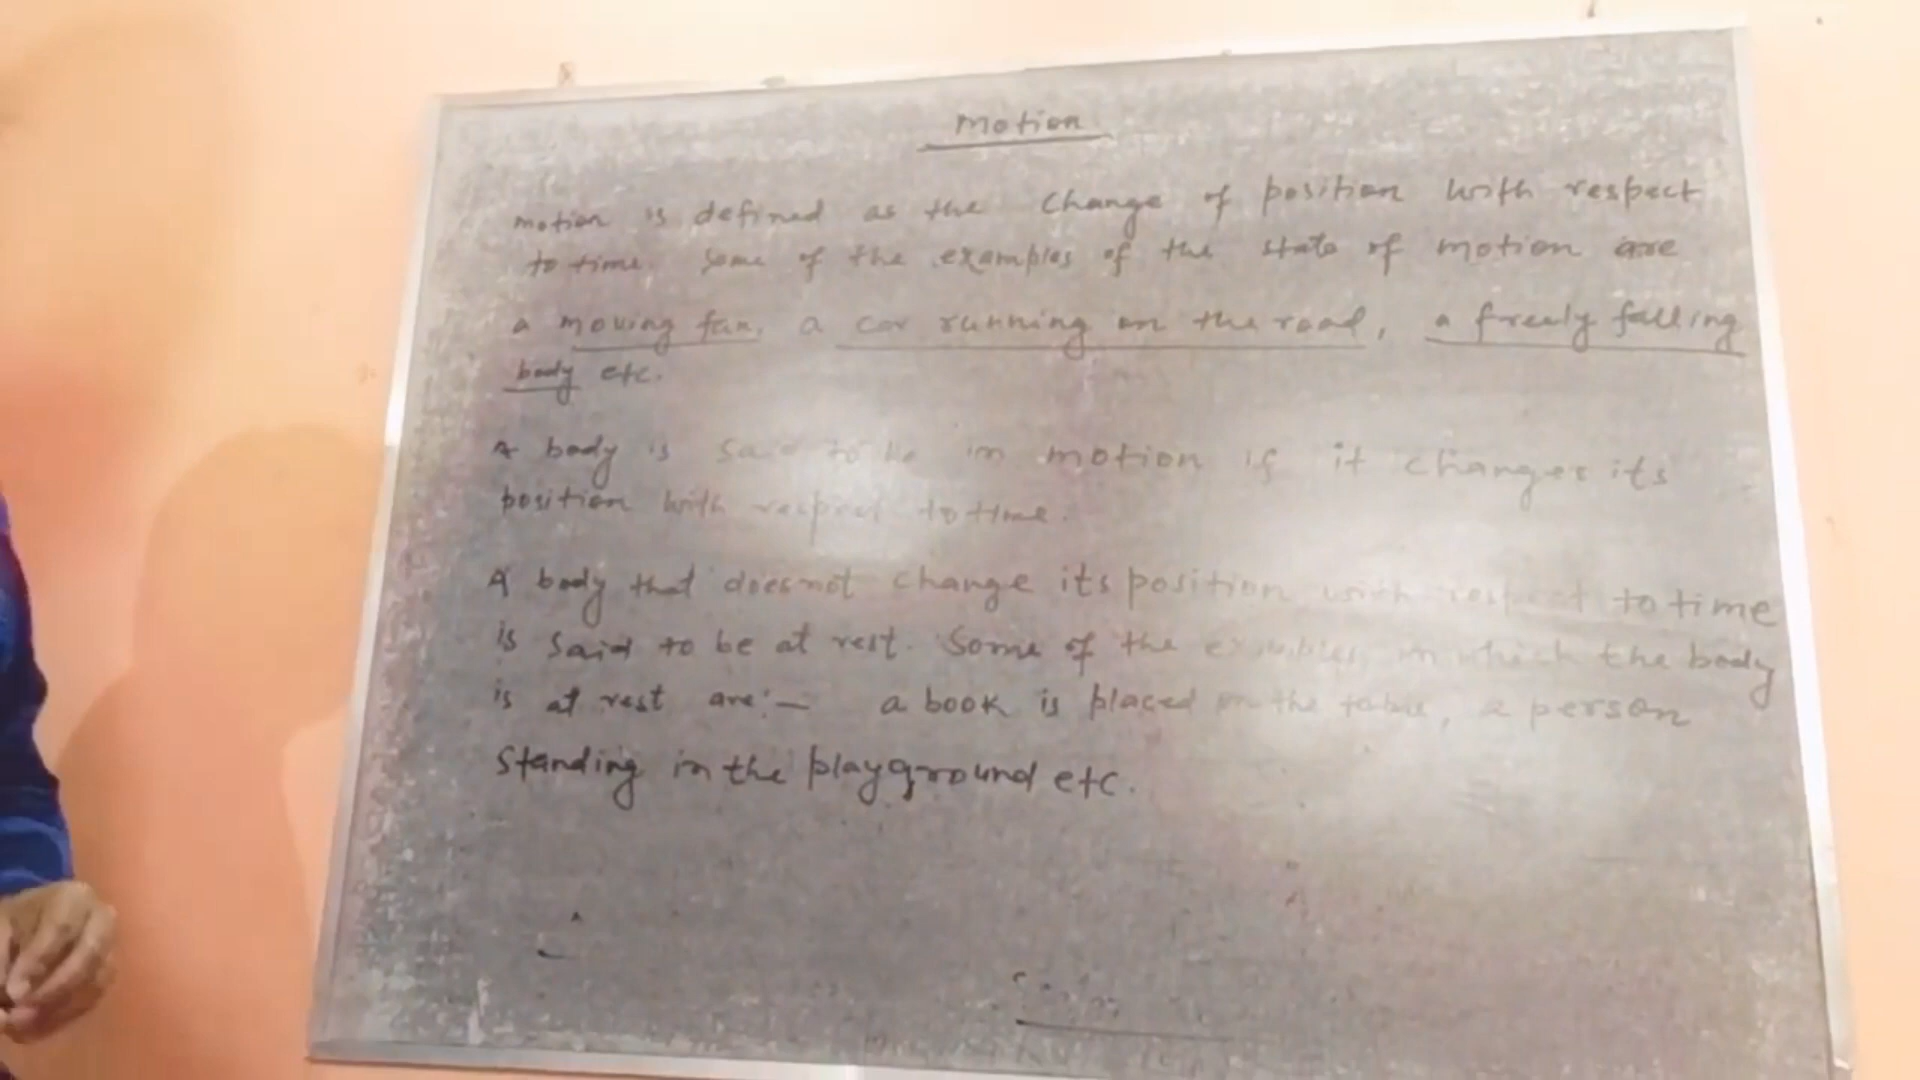 Motion
motion is defined as the change of position with respect
to time. Some of the examples of the state of motion are
a moving fan, a car running on the road, a freely falling
body etc.
A body is said to be in motion if it changes its
position with respect to time.
A body that does not change its position with respect to time
is said to be at rest. Some of the examples in which the body
is at rest are:- a book is placed on the table, a person
standing in the playground etc.